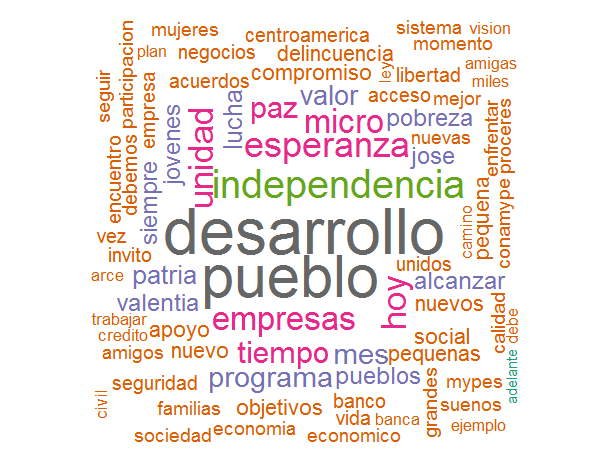 mujeres
centroamerica
sistema
vision
plan
negocios
delincuencia
momento
participacion
seguir
acuerdos
compromiso
ley
libertad
amigas
miles
empresa
jovenes
lucha
paz
valor
acceso
mejor
micro
pobreza
enfrentar
proceres
unidad
esperanza
nuevas
encuentro
debemos
siempre
jose
independencia
pequena
conamype
camino
vez
invito
desarrollo
unidos
arce
patria
pueblo
hoy
alcanzar
valentia
empresas
nuevos
calidad
debe
trabajar
credito
apoyo
social
amigos
nuevo
tiempo
mes
pequenas
adelante
seguridad
programa
pueblos
grandes
mypes
civil
familias
objetivos
banco
suenos
vida
banca
ejemplo
sociedad
economia
economico